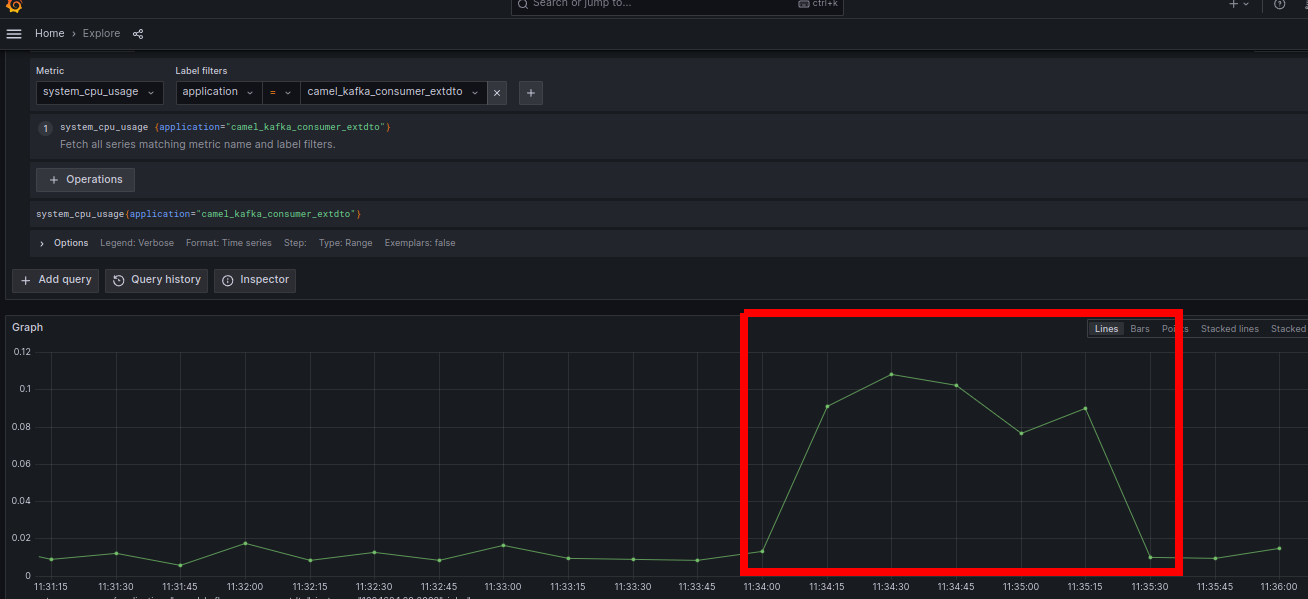 Search or jump to...
ctrl+k
Home › Explore
Metric
Label filters
system_cpu_usage
application
=
camel_kafka_consumer_extdto
1
system_cpu_usage {application="camel_kafka_consumer_extdto"}
Fetch all series matching metric name and label filters.
+ Operations
system_cpu_usage{application="camel_kafka_consumer_extdto"}
Options Legend: Verbose Format: Time series Step: Type: Range Exemplars: false
+ Add query
Query history
Inspector
Graph
Lines Bars Stacked lines Stacked
0.12
0.1
0.08
0.06
0.04
0.02
0
11:31:15 11:31:30 11:31:45 11:32:00 11:32:15 11:32:30 11:32:45 11:33:00 11:33:15 11:33:30 11:33:45 11:34:00 11:34:15 11:34:30 11:34:45 11:35:00 11:35:15 11:35:30 11:35:45 11:36:00